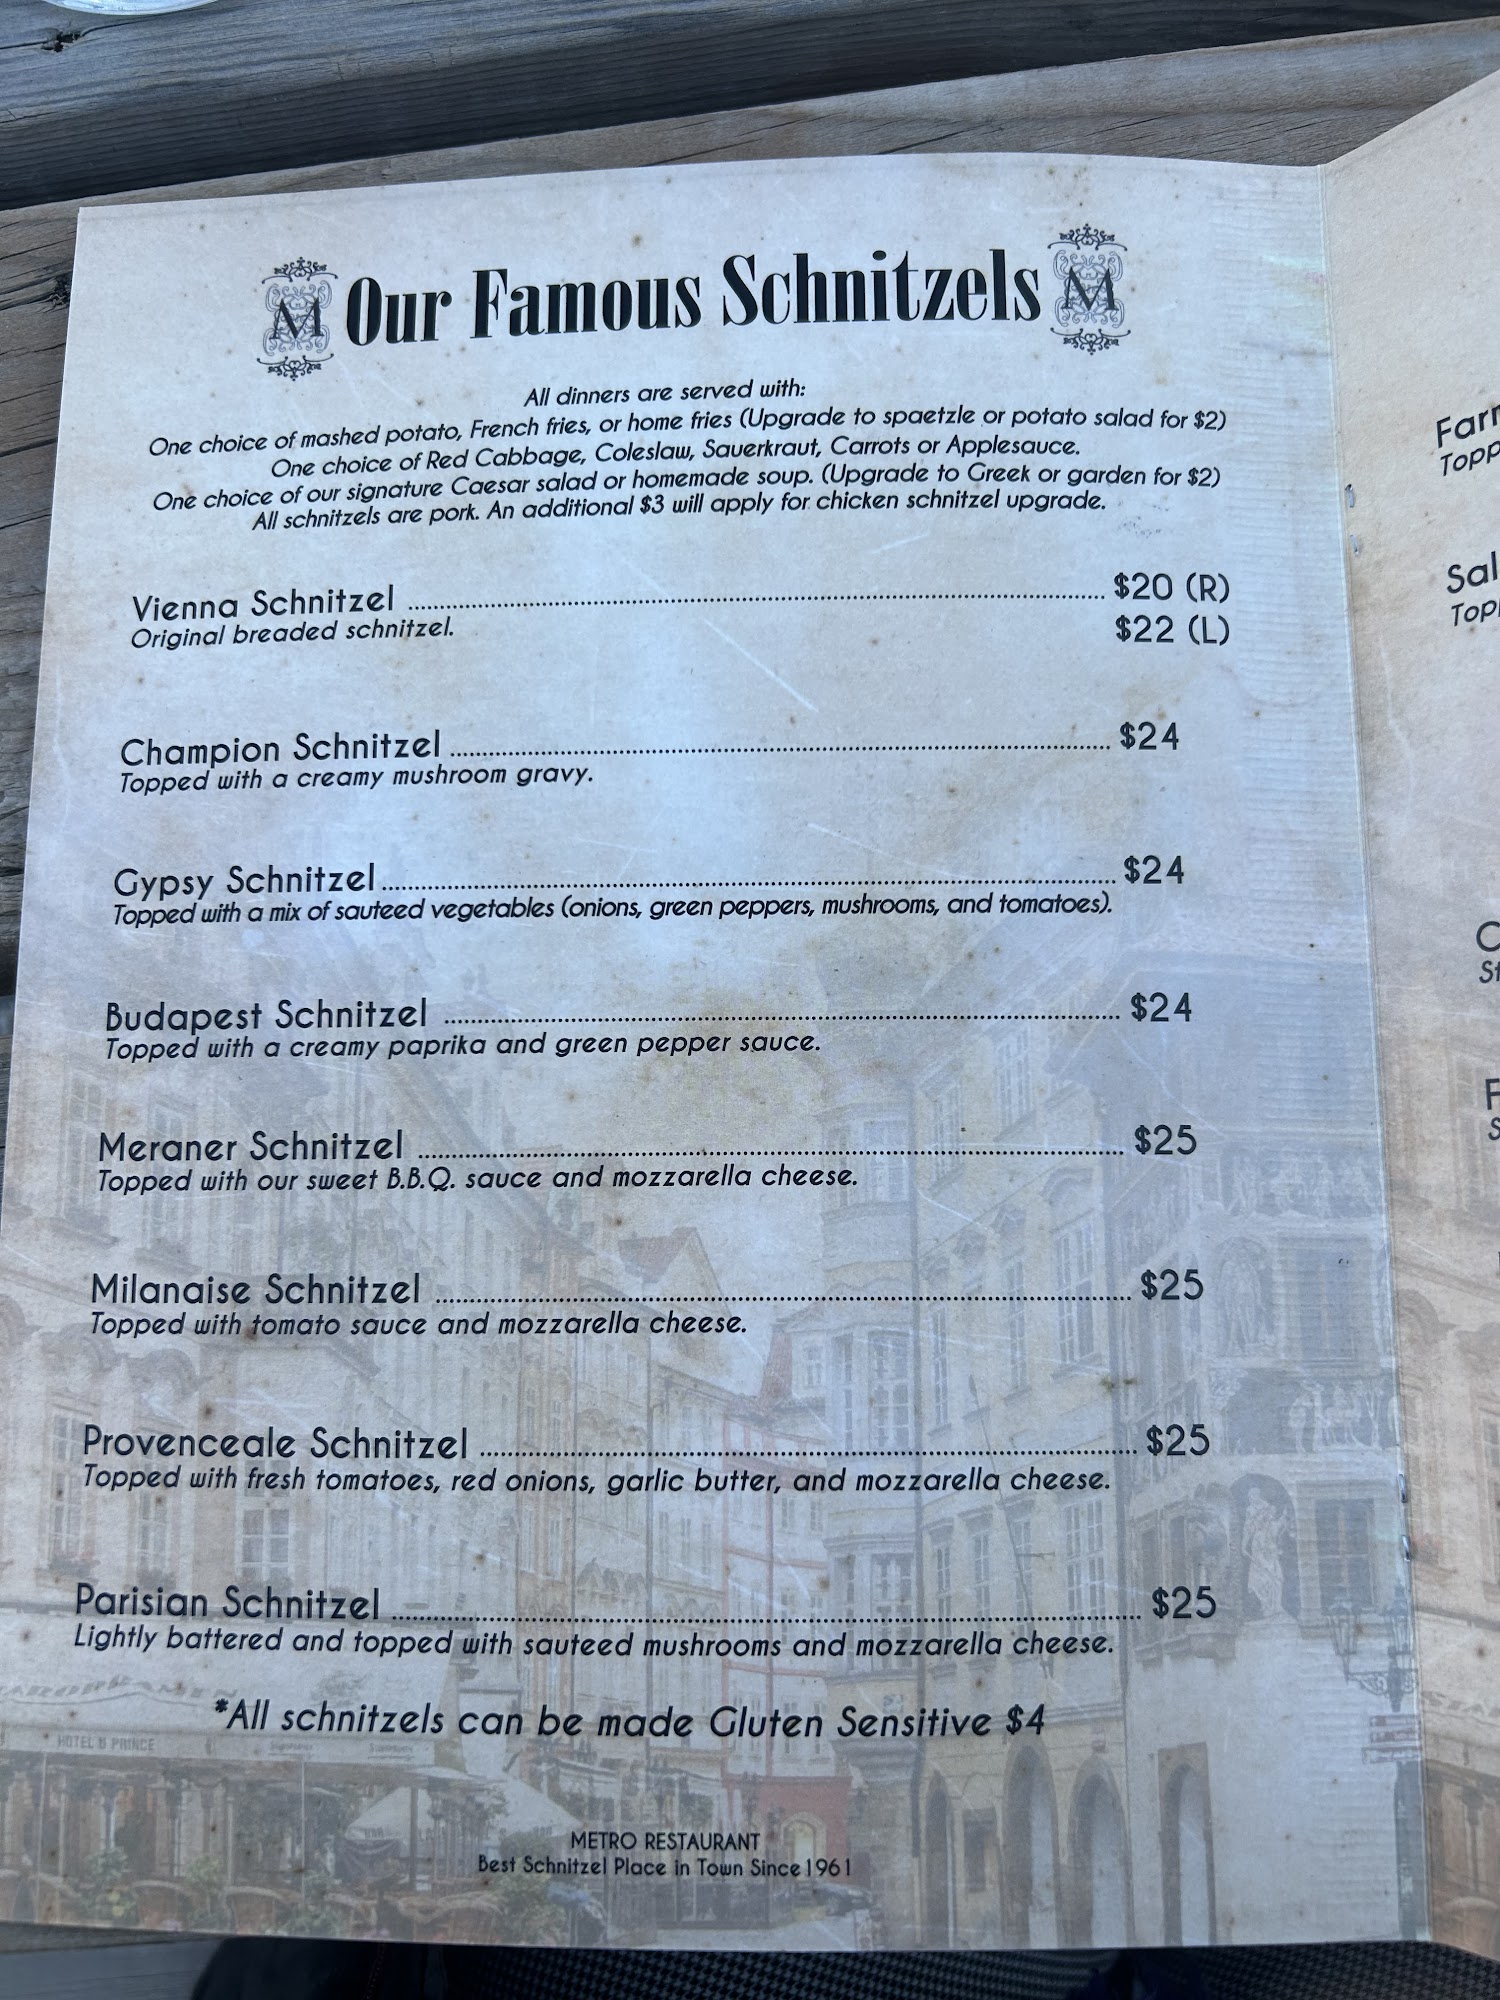 M Our Famous Schnitzels M
All dinners are served with:
One choice of mashed potato, French fries, or home fries (Upgrade to spaetzle or potato salad for $2)
One choice of Red Cabbage, Coleslaw, Sauerkraut, Carrots or Applesauce.
One choice of our signature Caesar salad or homemade soup. (Upgrade to Greek or garden for $2)
All schnitzels are pork. An additional $3 will apply for chicken schnitzel upgrade.
Vienna Schnitzel $20 (R)
Original breaded schnitzel. $22 (L)
Champion Schnitzel $24
Topped with a creamy mushroom gravy.
Gypsy Schnitzel $24
Topped with a mix of sauteed vegetables (onions, green peppers, mushrooms, and tomatoes).
Budapest Schnitzel $24
Topped with a creamy paprika and green pepper sauce.
Meraner Schnitzel $25
Topped with our sweet B.B.Q. sauce and mozzarella cheese.
Milanaise Schnitzel $25
Topped with tomato sauce and mozzarella cheese.
Provenceale Schnitzel $25
Topped with fresh tomatoes, red onions, garlic butter, and mozzarella cheese.
Parisian Schnitzel $25
Lightly battered and topped with sauteed mushrooms and mozzarella cheese.
*All schnitzels can be made Gluten Sensitive $4
HOTEL U PRINCE
METRO RESTAURANT
Best Schnitzel Place in Town Since 1961